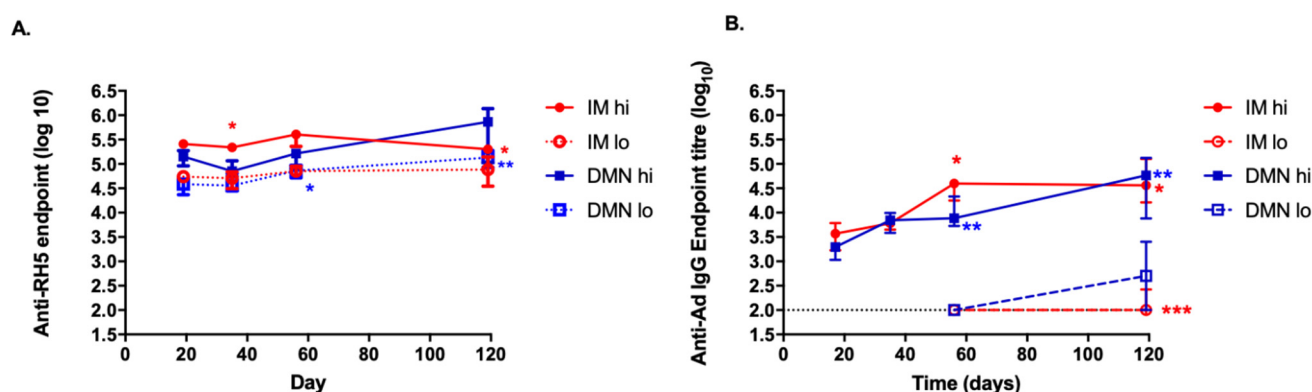 A.
Anti-RH5 endpoint (log 10)
6.5
6.0
5.5
5.0
4.5
4.0
3.5
3.0
2.5
2.0
1.5
0 20 40 60 80 100 120
Day
*
*
*
**
IM hi
IM lo
DMN hi
DMN lo
B.
Anti-Ad IgG Endpoint titre (log10)
6.5
6.0
5.5
5.0
4.5
4.0
3.5
3.0
2.5
2.0
1.5
0 20 40 60 80 100 120
Time (days)
*
**
**
*
***
IM hi
IM lo
DMN hi
DMN lo